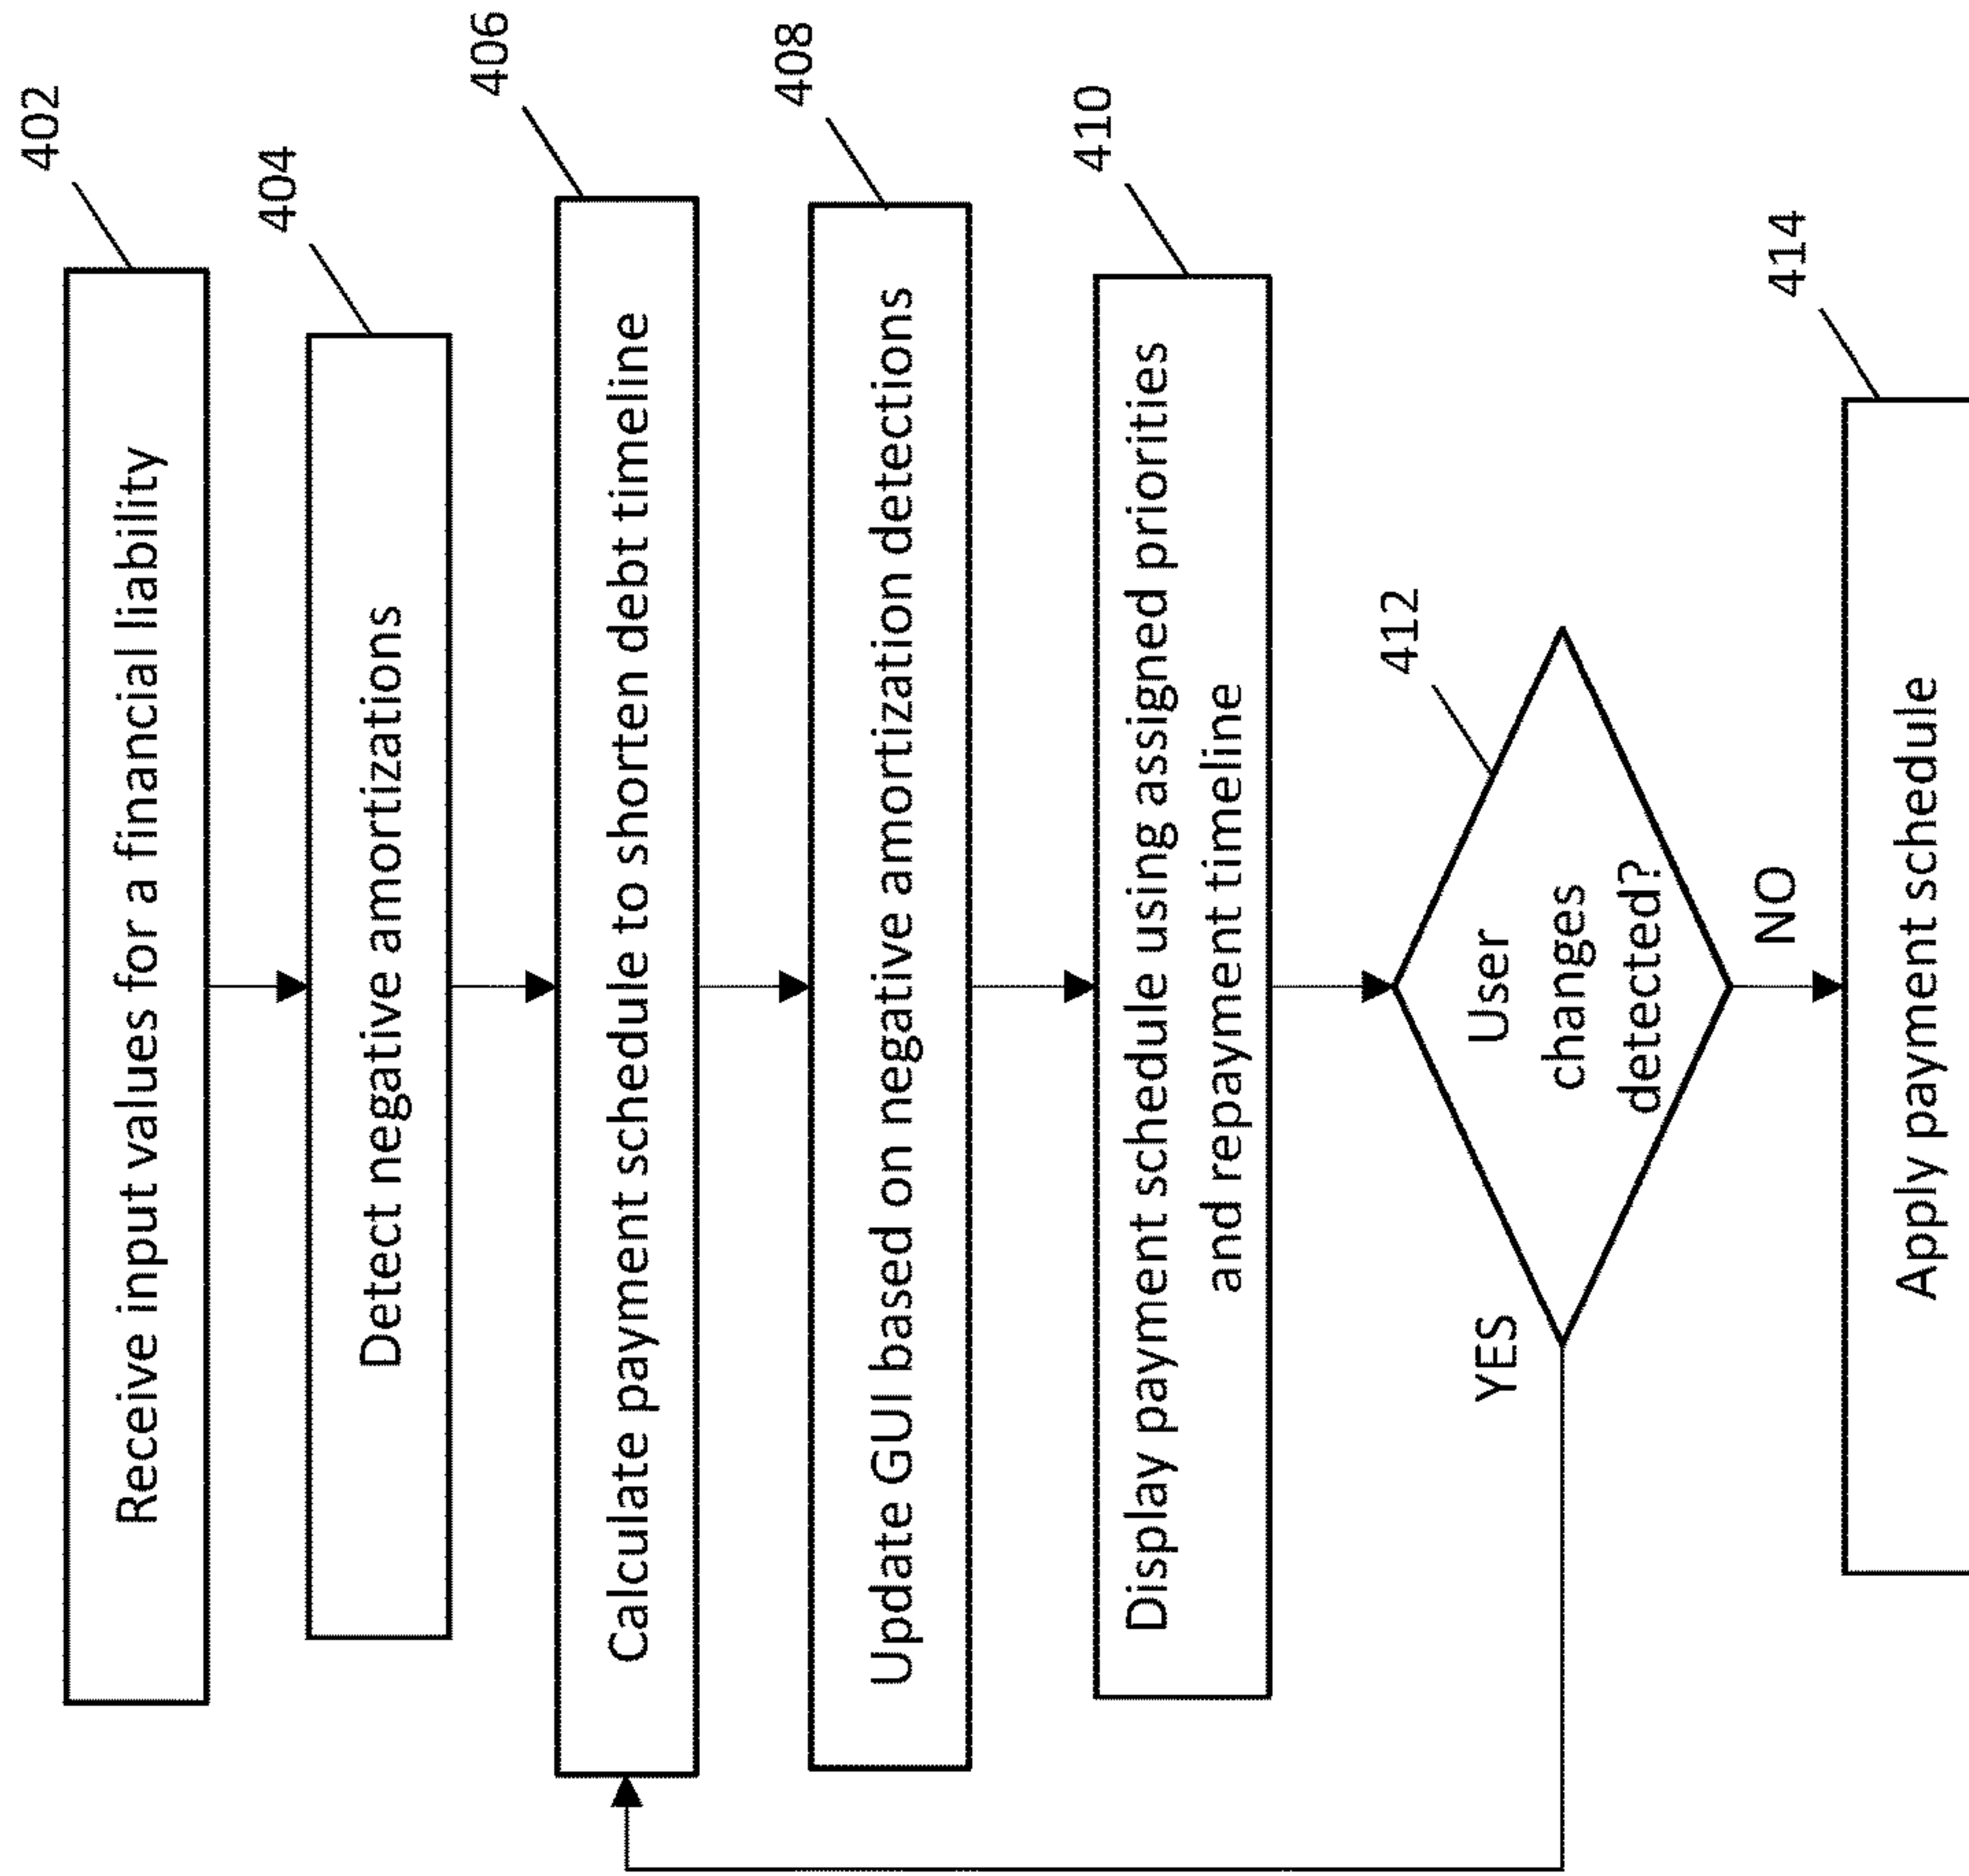 402
Receive input values for a financial liability
404
Detect negative amortizations
406
Calculate payment schedule to shorten debt timeline
408
Update GUI based on negative amortization detections
410
Display payment schedule using assigned priorities
and repayment timeline
412
User
changes
detected?
YES
NO
414
Apply payment schedule